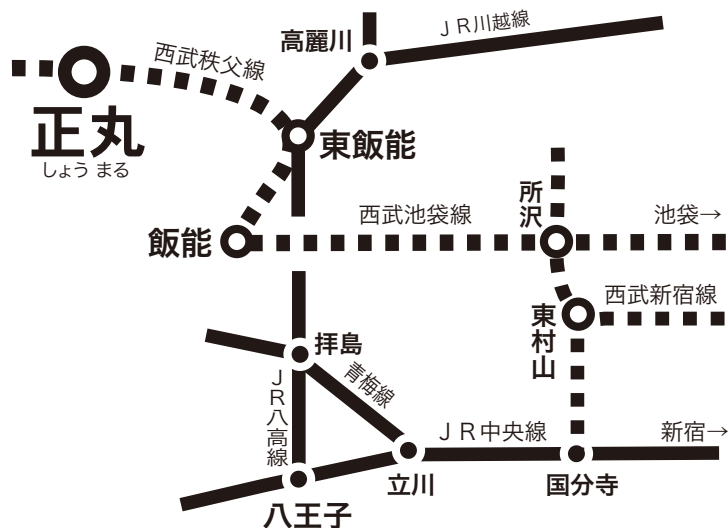 ＪＲ川越線
高麗川
西武秩父線
正丸
しょう まる
東飯能
所沢
西武池袋線
池袋→
飯能
西武新宿線
東村山
拝島
青梅線
ＪＲ八高線
ＪＲ中央線
新宿→
立川
国分寺
八王子